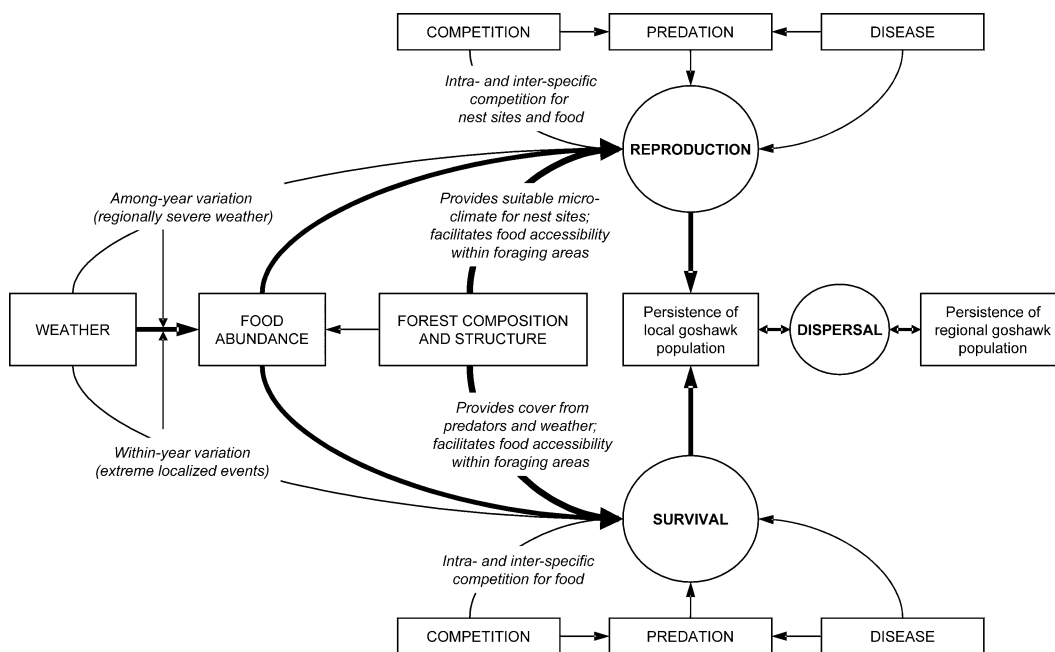 COMPETITION
PREDATION
DISEASE
Intra- and inter-specific
competition for
nest sites and food
REPRODUCTION
Among-year variation
(regionally severe weather)
Provides suitable micro-
climate for nest sites;
facilitates food accessibility
within foraging areas
WEATHER
FOOD
ABUNDANCE
FOREST COMPOSITION
AND STRUCTURE
Persistence of
local goshawk
population
DISPERSAL
Persistence of
regional goshawk
population
Provides cover from
predators and weather;
facilitates food accessibility
within foraging areas
Within-year variation
(extreme localized events)
SURVIVAL
Intra- and inter-specific
competition for food
COMPETITION
PREDATION
DISEASE